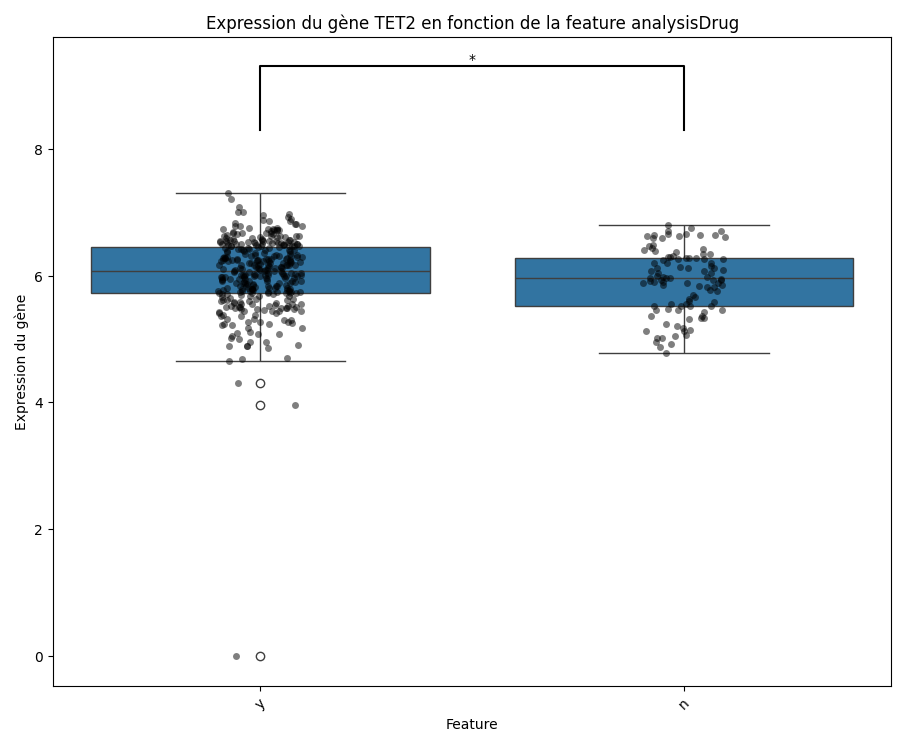 Expression du gène TET2 en fonction de la feature analysisDrug
*
8
6
4
2
0
Expression du gène
y
n
Feature